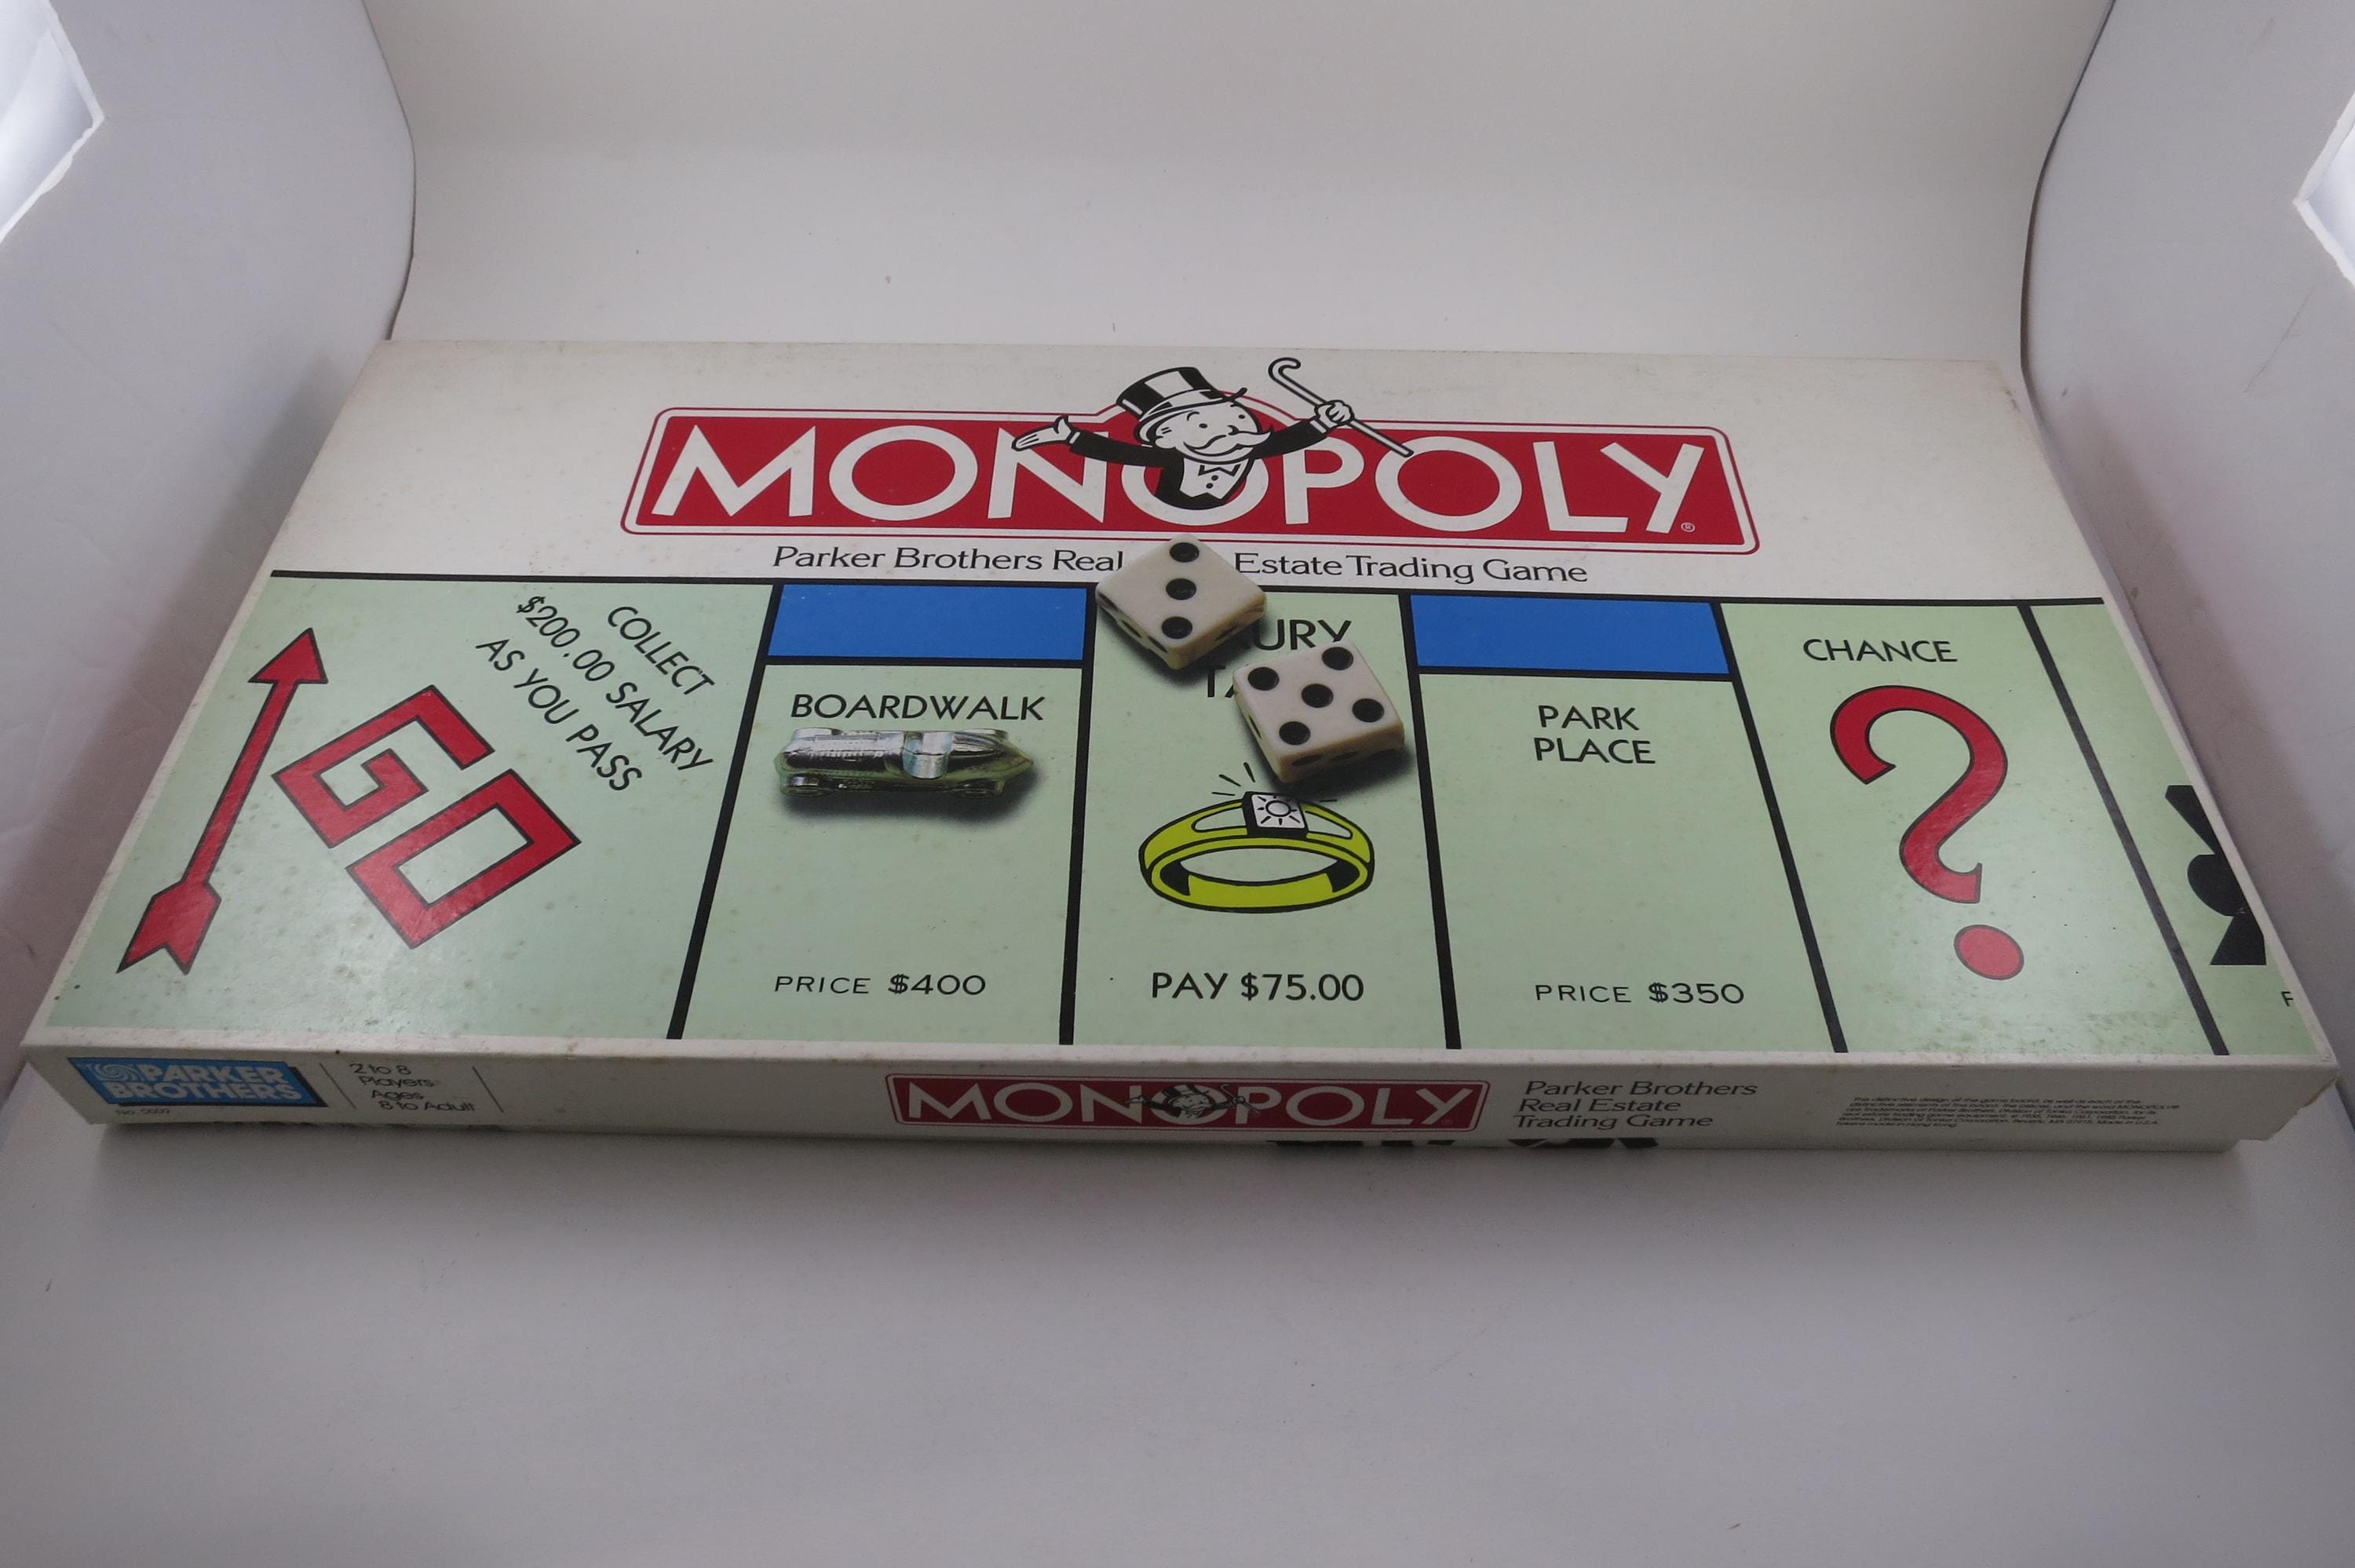 MONOPOLY
Parker Brothers Real Estate Trading Game
COLLECT
$200.00 SALARY
AS YOU PASS
GO
BOARDWALK
PRICE $400
URY
PAY $75.00
PARK
PLACE
PRICE $350
CHANCE
PARKER
BROTHERS
2 to 8
Players
Ages
8 to Adult
MONOPOLY
Parker Brothers
Real Estate
Trading Game